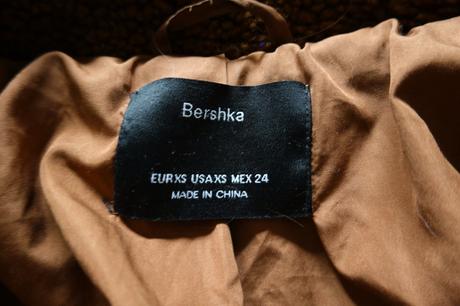 Bershka
EUR XS USA XS MEX 24
MADE IN CHINA